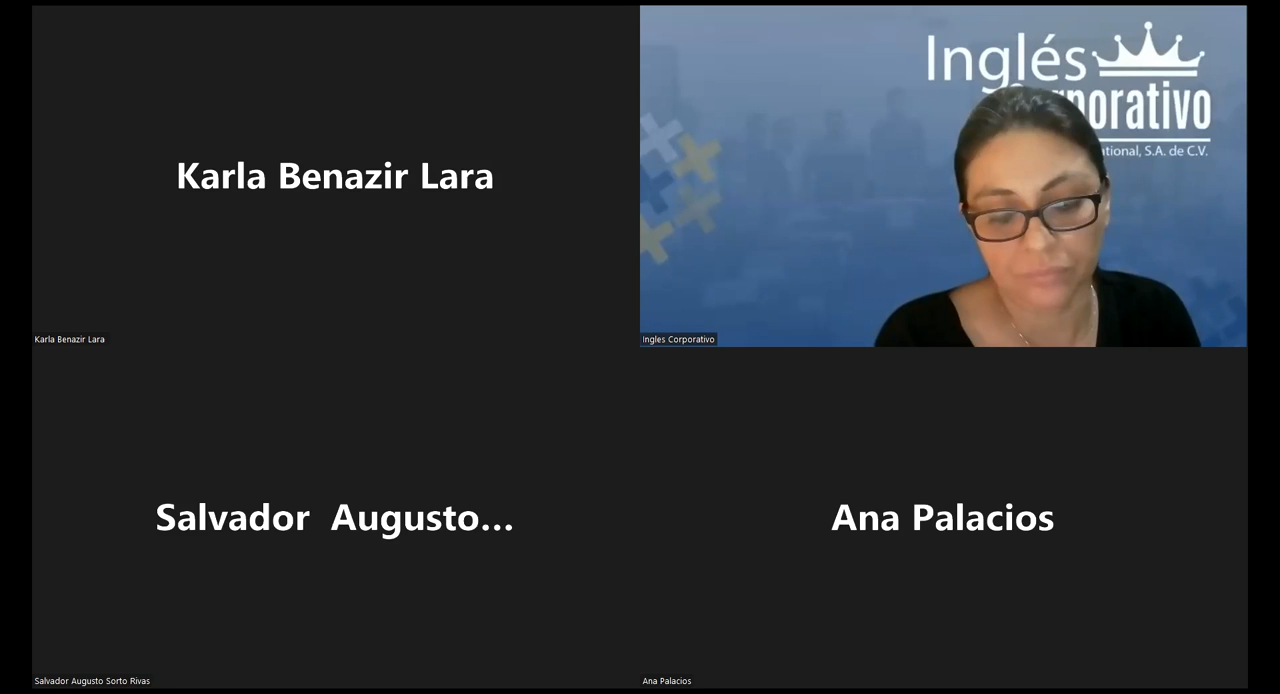 Karla Benazir Lara
Karla Benazir Lara
Inglés
porativo
ational, S.A. de C.V.
Ingles Corporativo
Salvador Augusto...
Salvador Augusto Sorto Rivas
Ana Palacios
Ana Palacios